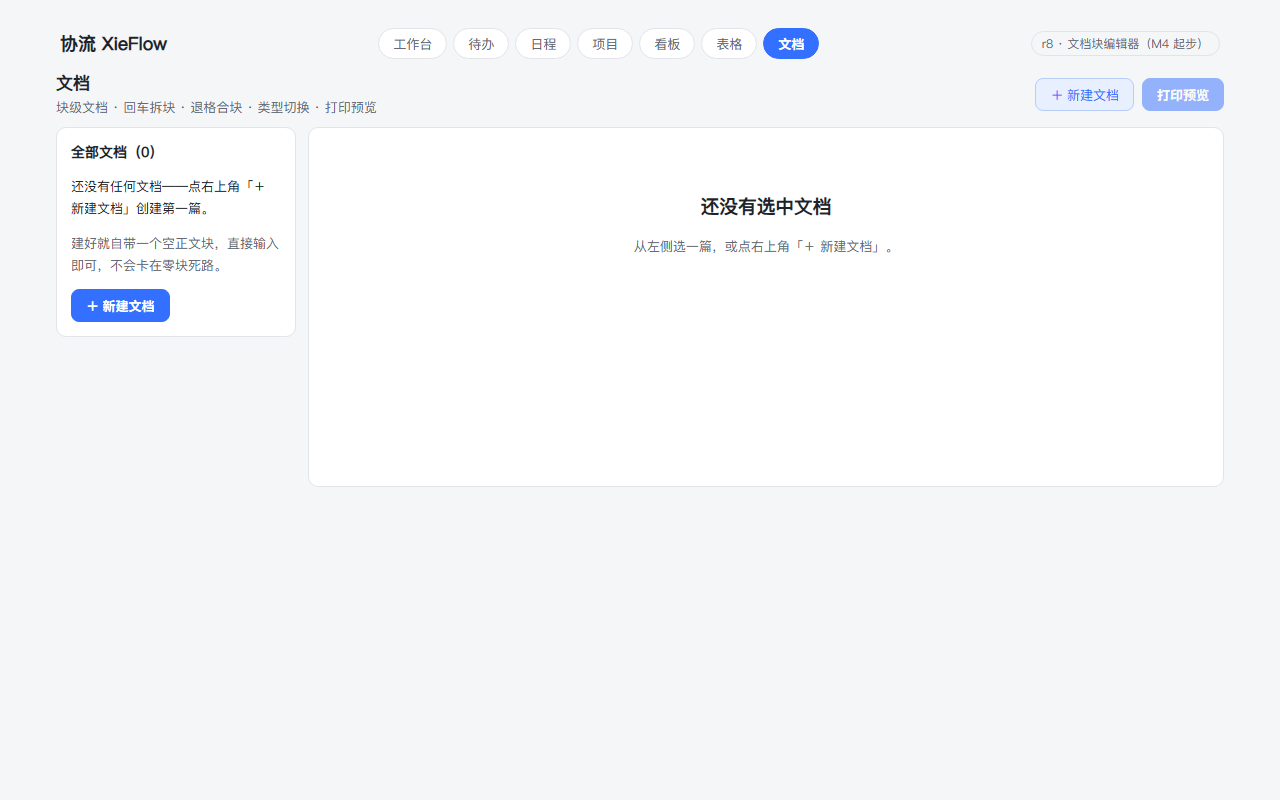 协流 XieFlow
工作台
待办
日程
项目
看板
表格
文档
r8 · 文档块编辑器（M4 起步）
文档
块级文档 · 回车拆块 · 退格合块 · 类型切换 · 打印预览
＋ 新建文档
打印预览
全部文档（0）
还没有任何文档——点右上角「＋
新建文档」创建第一篇。
建好就自带一个空正文块，直接输入
即可，不会卡在零块死路。
＋ 新建文档
还没有选中文档
从左侧选一篇，或点右上角「＋ 新建文档」。